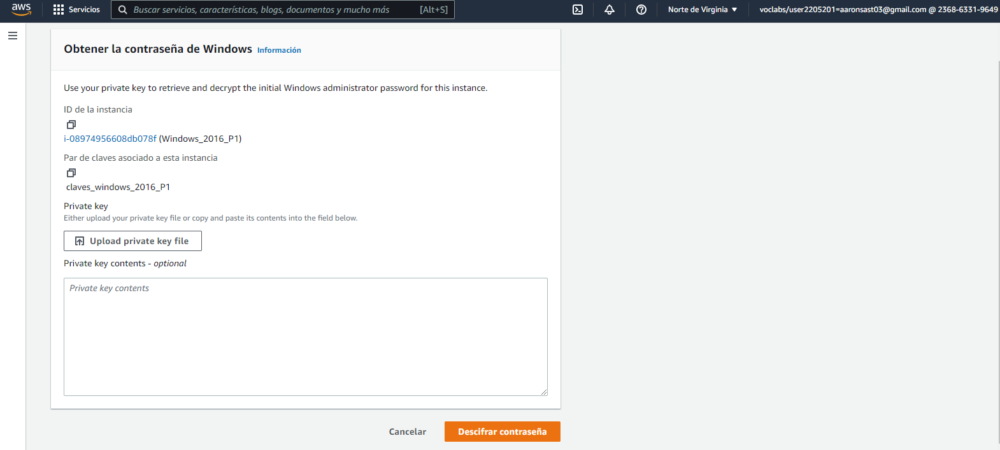 aws Servicios Buscar servicios, características, blogs, documentos y mucho más [Alt+S] Norte de Virginia voclabs/user2205201=aaronsast03@gmail.com @ 2368-6331-9649
Obtener la contraseña de Windows Información
Use your private key to retrieve and decrypt the initial Windows administrator password for this instance.
ID de la instancia
i-08974956608db078f (Windows_2016_P1)
Par de claves asociado a esta instancia
claves_windows_2016_P1
Private key
Either upload your private key file or copy and paste its contents into the field below.
Upload private key file
Private key contents - optional
Private key contents
Cancelar Descifrar contraseña